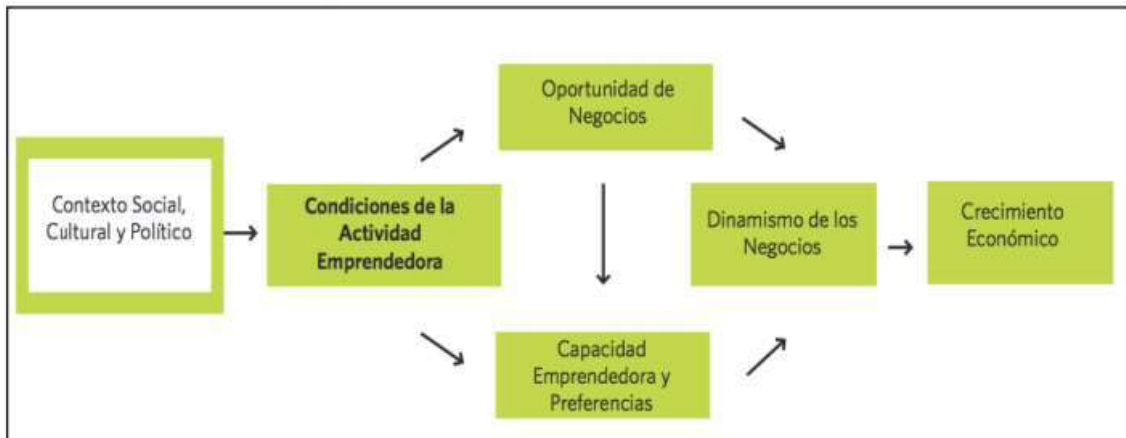 Contexto Social,
Cultural y Político
Condiciones de la
Actividad
Emprendedora
Oportunidad de
Negocios
Capacidad
Emprendedora y
Preferencias
Dinamismo de los
Negocios
Crecimiento
Económico